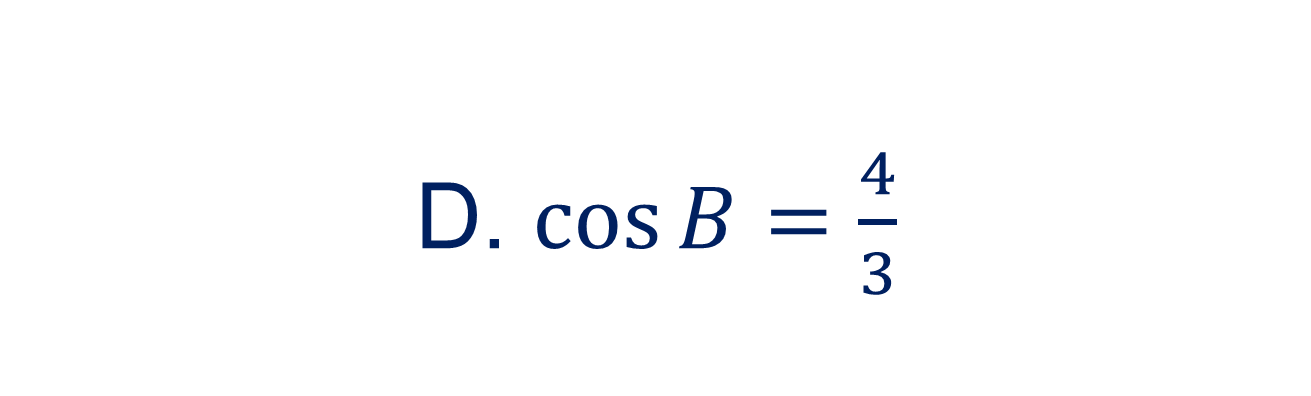 D. cos B = 4/3